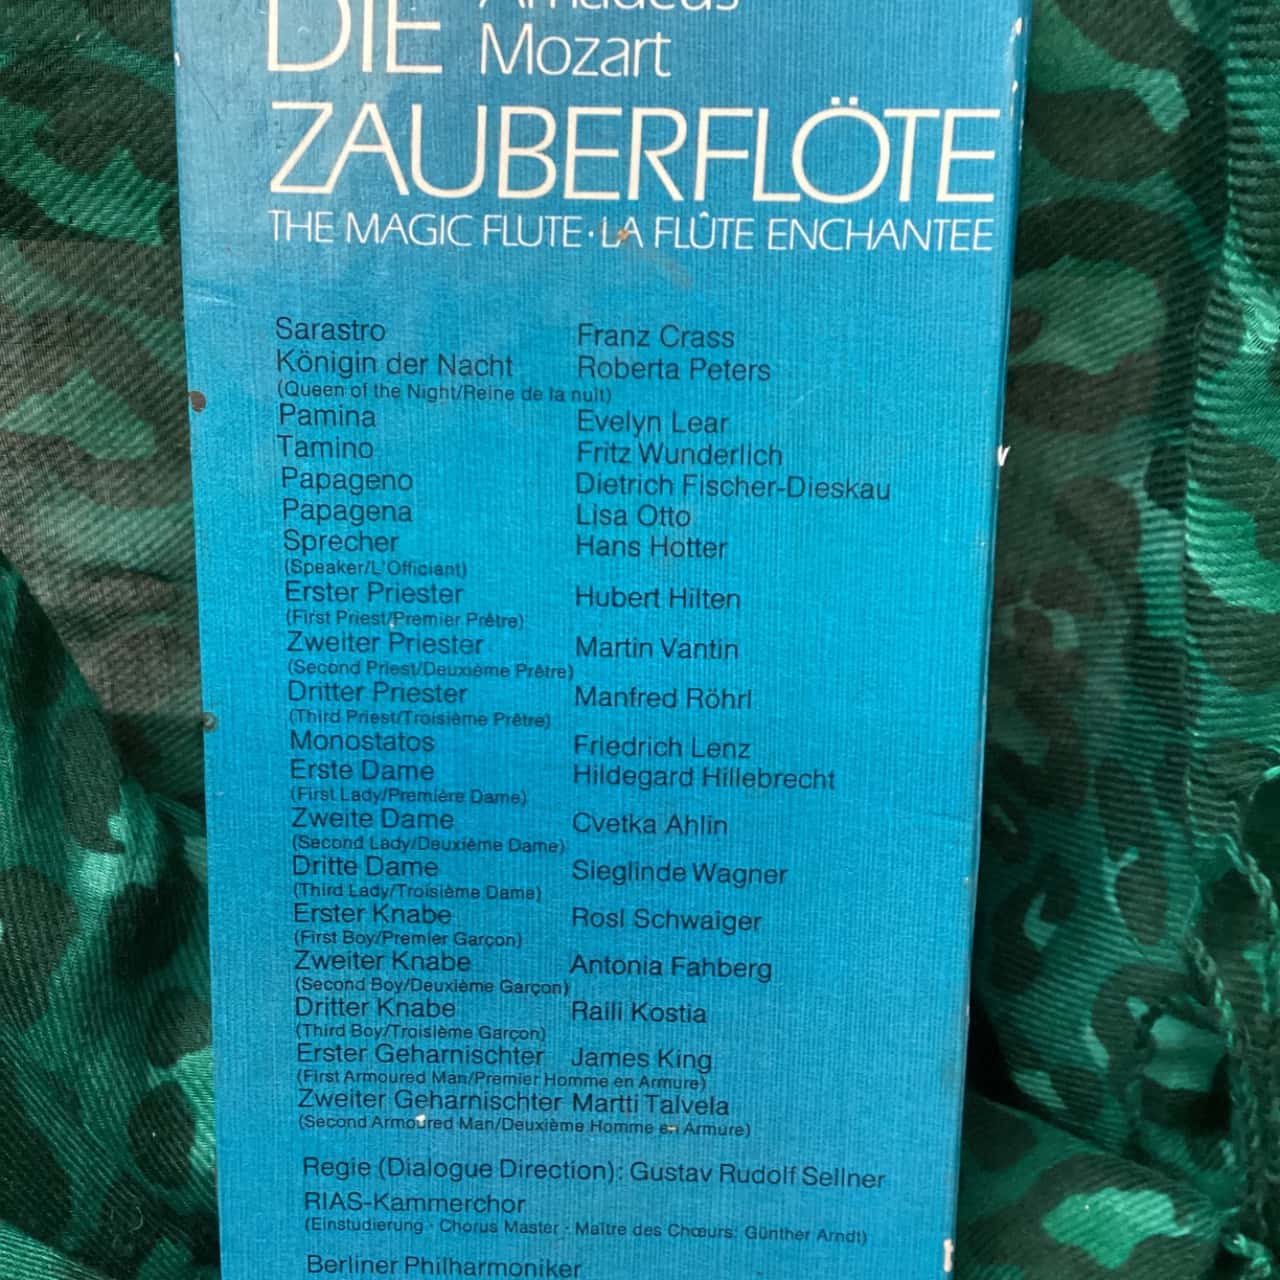 DIE Amadeus
Mozart
ZAUBERFLÖTE
THE MAGIC FLUTE · LA FLÛTE ENCHANTEE
Sarastro Franz Crass
Königin der Nacht Roberta Peters
(Queen of the Night/Reine de la nuit)
Pamina Evelyn Lear
Tamino Fritz Wunderlich
Papageno Dietrich Fischer-Dieskau
Papagena Lisa Otto
Sprecher Hans Hotter
(Speaker/L'Officiant)
Erster Priester Hubert Hilten
(First Priest/Premier Prêtre)
Zweiter Priester Martin Vantin
(Second Priest/Deuxième Prêtre)
Dritter Priester Manfred Röhrl
(Third Priest/Troisième Prêtre)
Monostatos Friedrich Lenz
Erste Dame Hildegard Hillebrecht
(First Lady/Première Dame)
Zweite Dame Cvetka Ahlin
(Second Lady/Deuxième Dame)
Dritte Dame Sieglinde Wagner
(Third Lady/Troisième Dame)
Erster Knabe Rosl Schwaiger
(First Boy/Premier Garçon)
Zweiter Knabe Antonia Fahberg
(Second Boy/Deuxième Garçon)
Dritter Knabe Raili Kostia
(Third Boy/Troisième Garçon)
Erster Geharnischter James King
(First Armoured Man/Premier Homme en Armure)
Zweiter Geharnischter Martti Talvela
(Second Armoured Man/Deuxième Homme en Armure)
Regie (Dialogue Direction): Gustav Rudolf Sellner
RIAS-Kammerchor
(Einstudierung · Chorus Master · Maître des Chœurs: Günther Arndt)
Berliner Philharmoniker